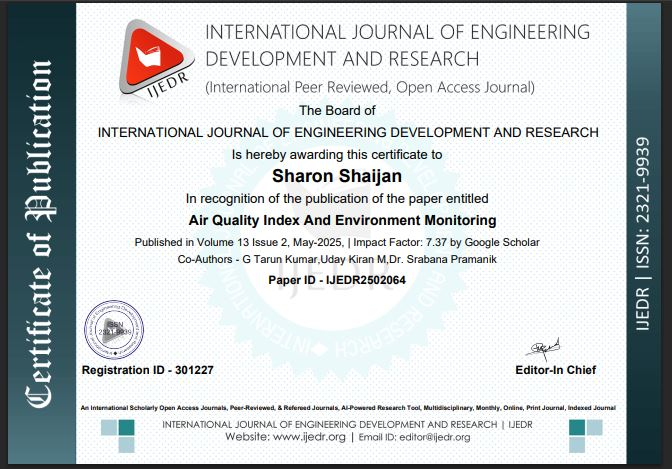 Certificate of Publication
IJEDR
INTERNATIONAL JOURNAL OF ENGINEERING
DEVELOPMENT AND RESEARCH
(International Peer Reviewed, Open Access Journal)
The Board of
INTERNATIONAL JOURNAL OF ENGINEERING DEVELOPMENT AND RESEARCH
Is hereby awarding this certificate to
Sharon Shaijan
In recognition of the publication of the paper entitled
Air Quality Index And Environment Monitoring
Published in Volume 13 Issue 2, May-2025, | Impact Factor: 7.37 by Google Scholar
Co-Authors - G Tarun Kumar,Uday Kiran M,Dr. Srabana Pramanik
Paper ID - IJEDR2502064
IJEDR
ISSN
2321-9939
Registration ID - 301227
Editor-In Chief
An International Scholarly Open Access Journals, Peer-Reviewed, & Refereed Journals, AI-Powered Research Tool, Multidisciplinary, Monthly, Online, Print Journal, Indexed Journal
INTERNATIONAL JOURNAL OF ENGINEERING DEVELOPMENT AND RESEARCH | IJEDR
Website: www.ijedr.org | Email ID: editor@ijedr.org
IJEDR | ISSN: 2321-9939